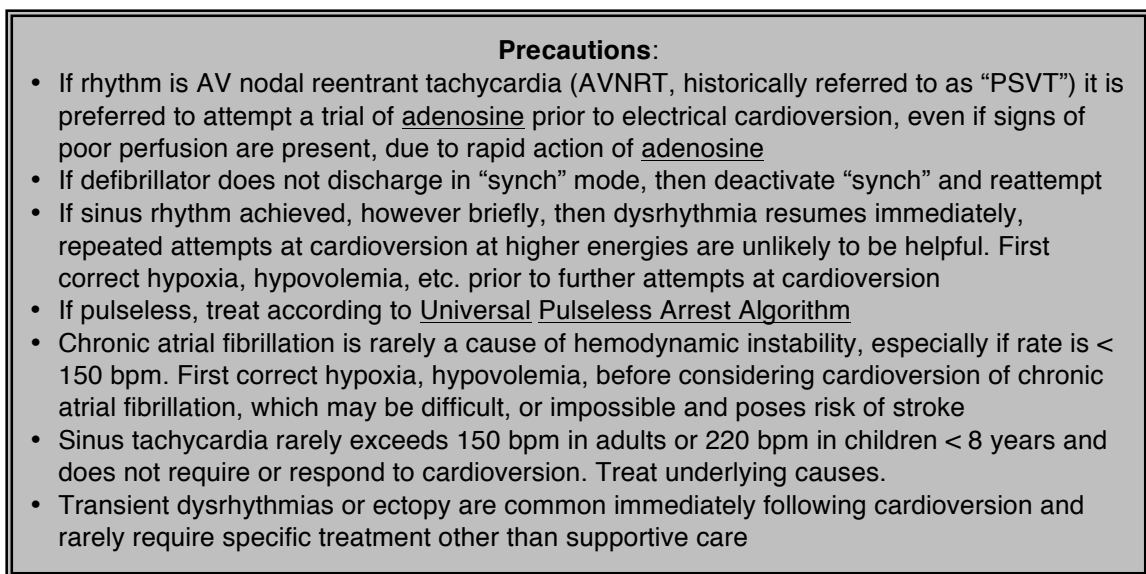 Precautions:
• If rhythm is AV nodal reentrant tachycardia (AVNRT, historically referred to as “PSVT”) it is
preferred to attempt a trial of adenosine prior to electrical cardioversion, even if signs of
poor perfusion are present, due to rapid action of adenosine
• If defibrillator does not discharge in “synch” mode, then deactivate “synch” and reattempt
• If sinus rhythm achieved, however briefly, then dysrhythmia resumes immediately,
repeated attempts at cardioversion at higher energies are unlikely to be helpful. First
correct hypoxia, hypovolemia, etc. prior to further attempts at cardioversion
• If pulseless, treat according to Universal Pulseless Arrest Algorithm
• Chronic atrial fibrillation is rarely a cause of hemodynamic instability, especially if rate is <
150 bpm. First correct hypoxia, hypovolemia, before considering cardioversion of chronic
atrial fibrillation, which may be difficult, or impossible and poses risk of stroke
• Sinus tachycardia rarely exceeds 150 bpm in adults or 220 bpm in children < 8 years and
does not require or respond to cardioversion. Treat underlying causes.
• Transient dysrhythmias or ectopy are common immediately following cardioversion and
rarely require specific treatment other than supportive care